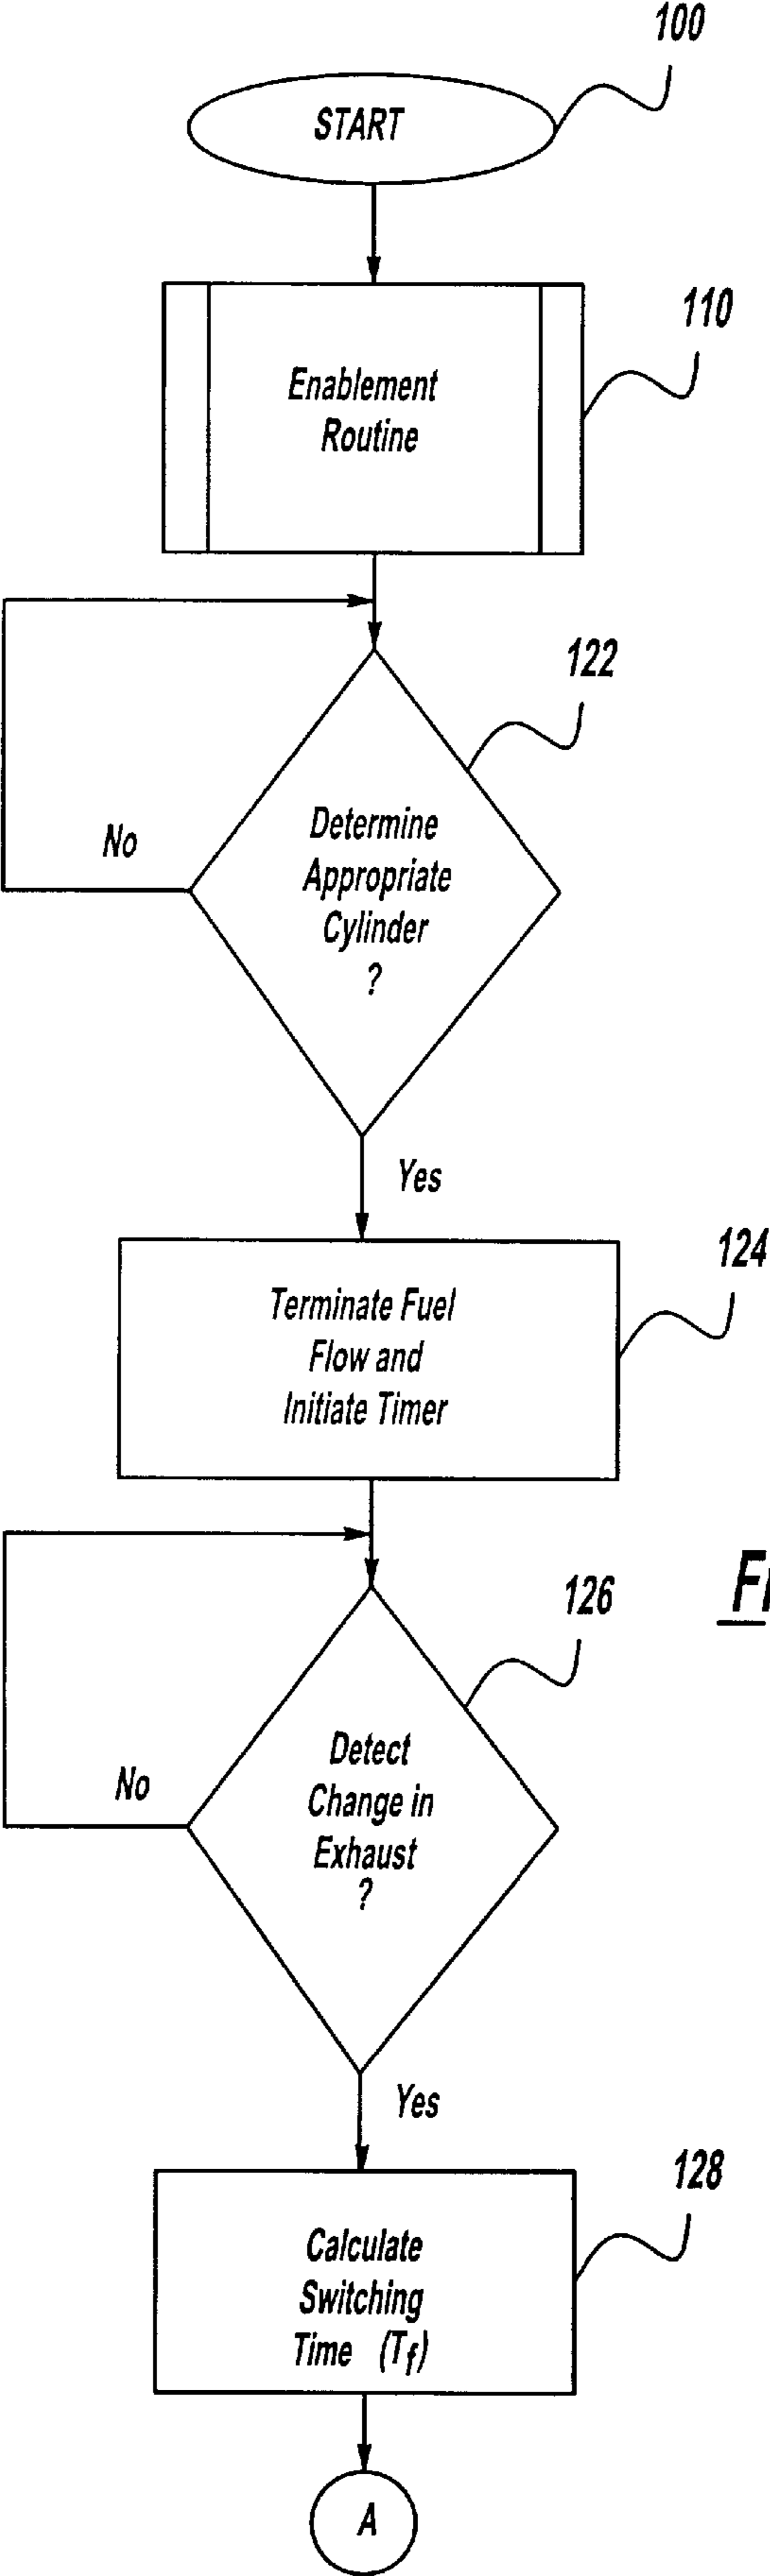 100
START
110
Enablement
Routine
122
Determine
Appropriate
Cylinder
?
No
Yes
124
Terminate Fuel
Flow and
Initiate Timer
126
Detect
Change in
Exhaust
?
No
Yes
128
Calculate
Switching
Time (Tf)
A